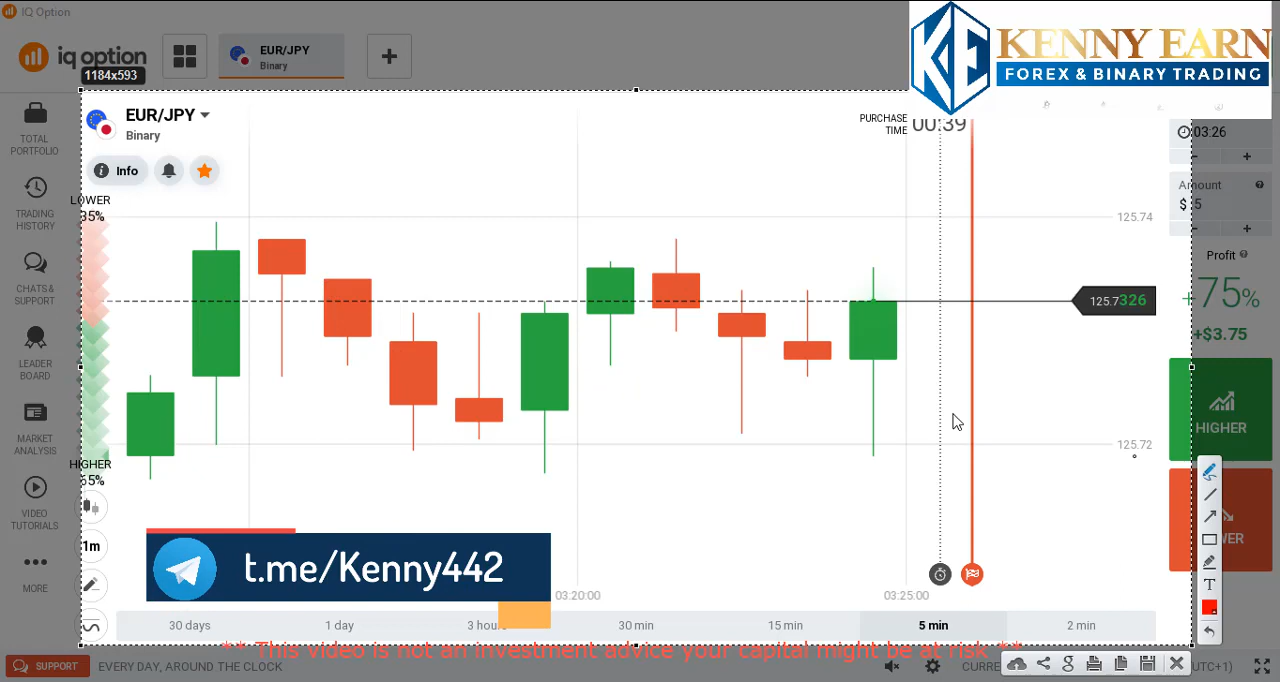 IQ Option
iq option
EUR/JPY
Binary
1184x593
KENNY EARN
FOREX & BINARY TRADING
EUR/JPY
Binary
PURCHASE
TIME
00:39
03:26
Info
LOWER
35%
Amount
$ 5
125.74
Profit
+75%
+$3.75
125.7326
HIGHER
125.72
HIGHER
65%
TOTAL
PORTFOLIO
TRADING
HISTORY
CHATS &
SUPPORT
LEADER
BOARD
MARKET
ANALYSIS
VIDEO
TUTORIALS
MORE
1m
t.me/Kenny442
T
03:20:00
03:25:00
30 days
1 day
3 hours
30 min
15 min
5 min
2 min
** This video is not an investment advice your capital might be at risk **
SUPPORT
EVERY DAY, AROUND THE CLOCK